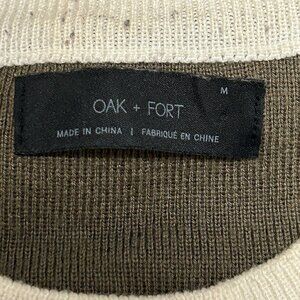 M
OAK + FORT
MADE IN CHINA | FABRIQUÉ EN CHINE